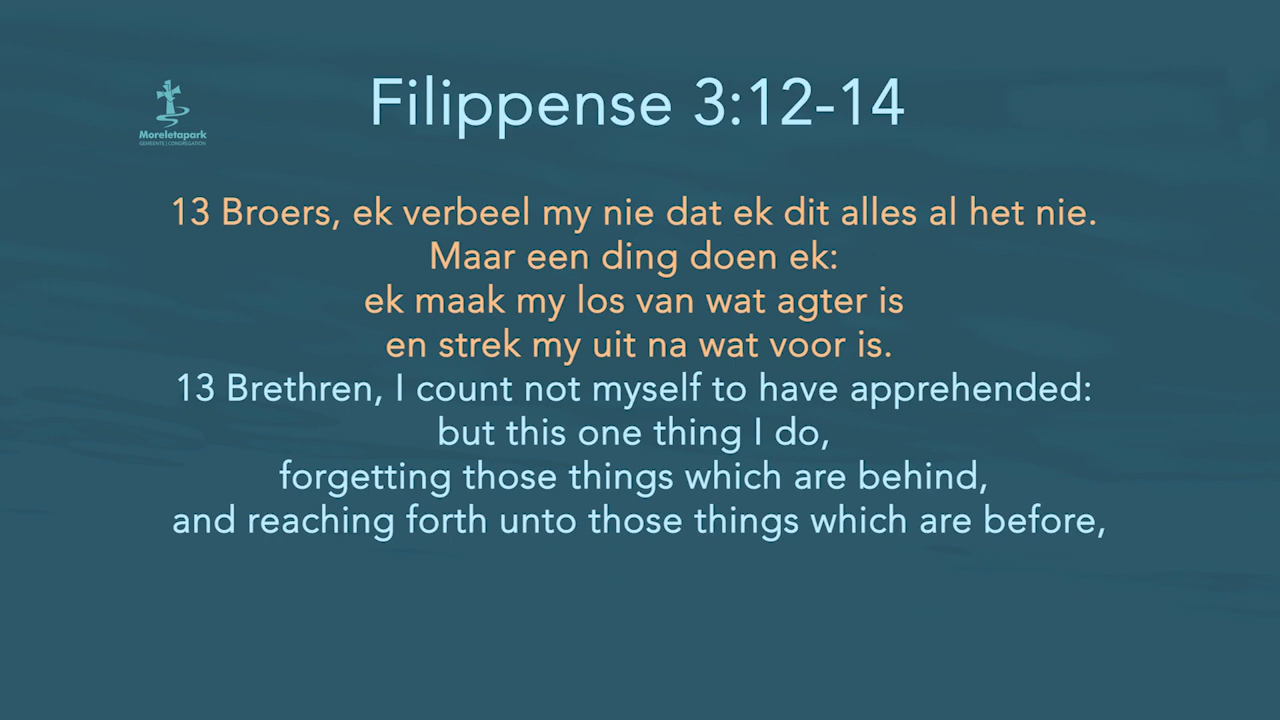 Filippense 3:12-14
Moreletapark
GEMEENTE | CONGREGATION
13 Broers, ek verbeel my nie dat ek dit alles al het nie.
Maar een ding doen ek:
ek maak my los van wat agter is
en strek my uit na wat voor is.
13 Brethren, I count not myself to have apprehended:
but this one thing I do,
forgetting those things which are behind,
and reaching forth unto those things which are before,